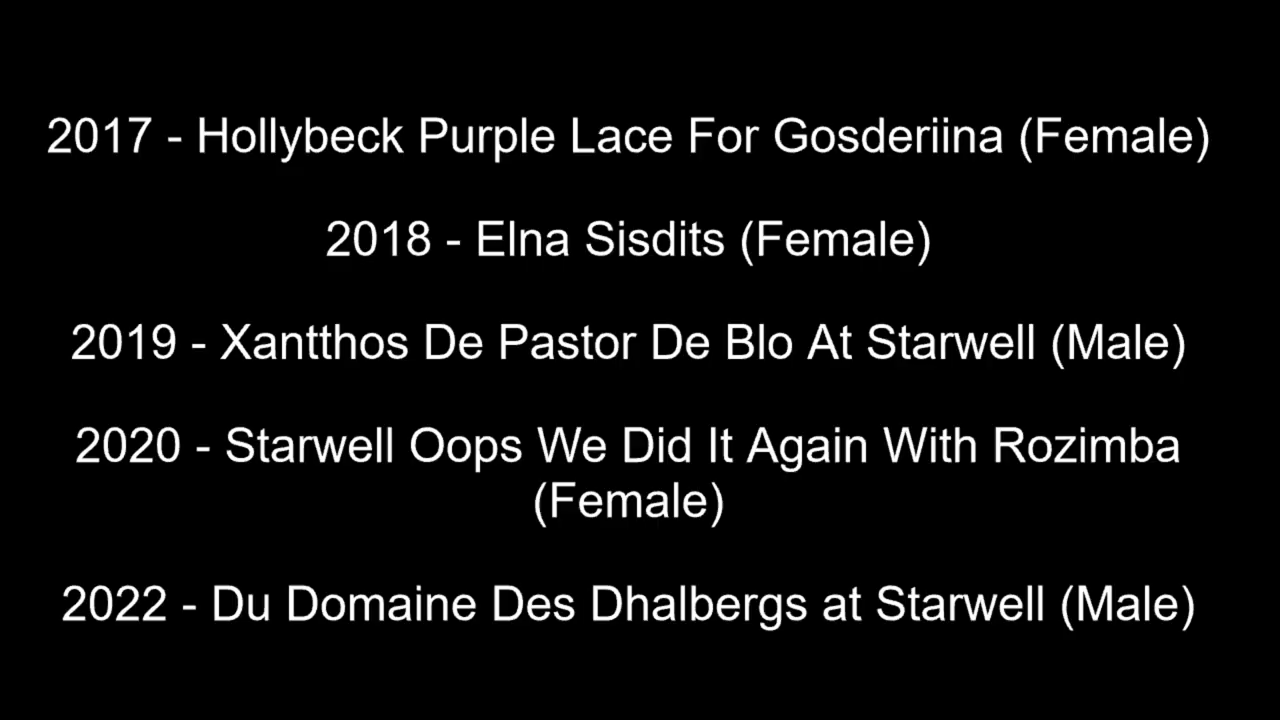 2017 - Hollybeck Purple Lace For Gosderiina (Female)
2018 - Elna Sisdits (Female)
2019 - Xantthos De Pastor De Blo At Starwell (Male)
2020 - Starwell Oops We Did It Again With Rozimba
(Female)
2022 - Du Domaine Des Dhalbergs at Starwell (Male)